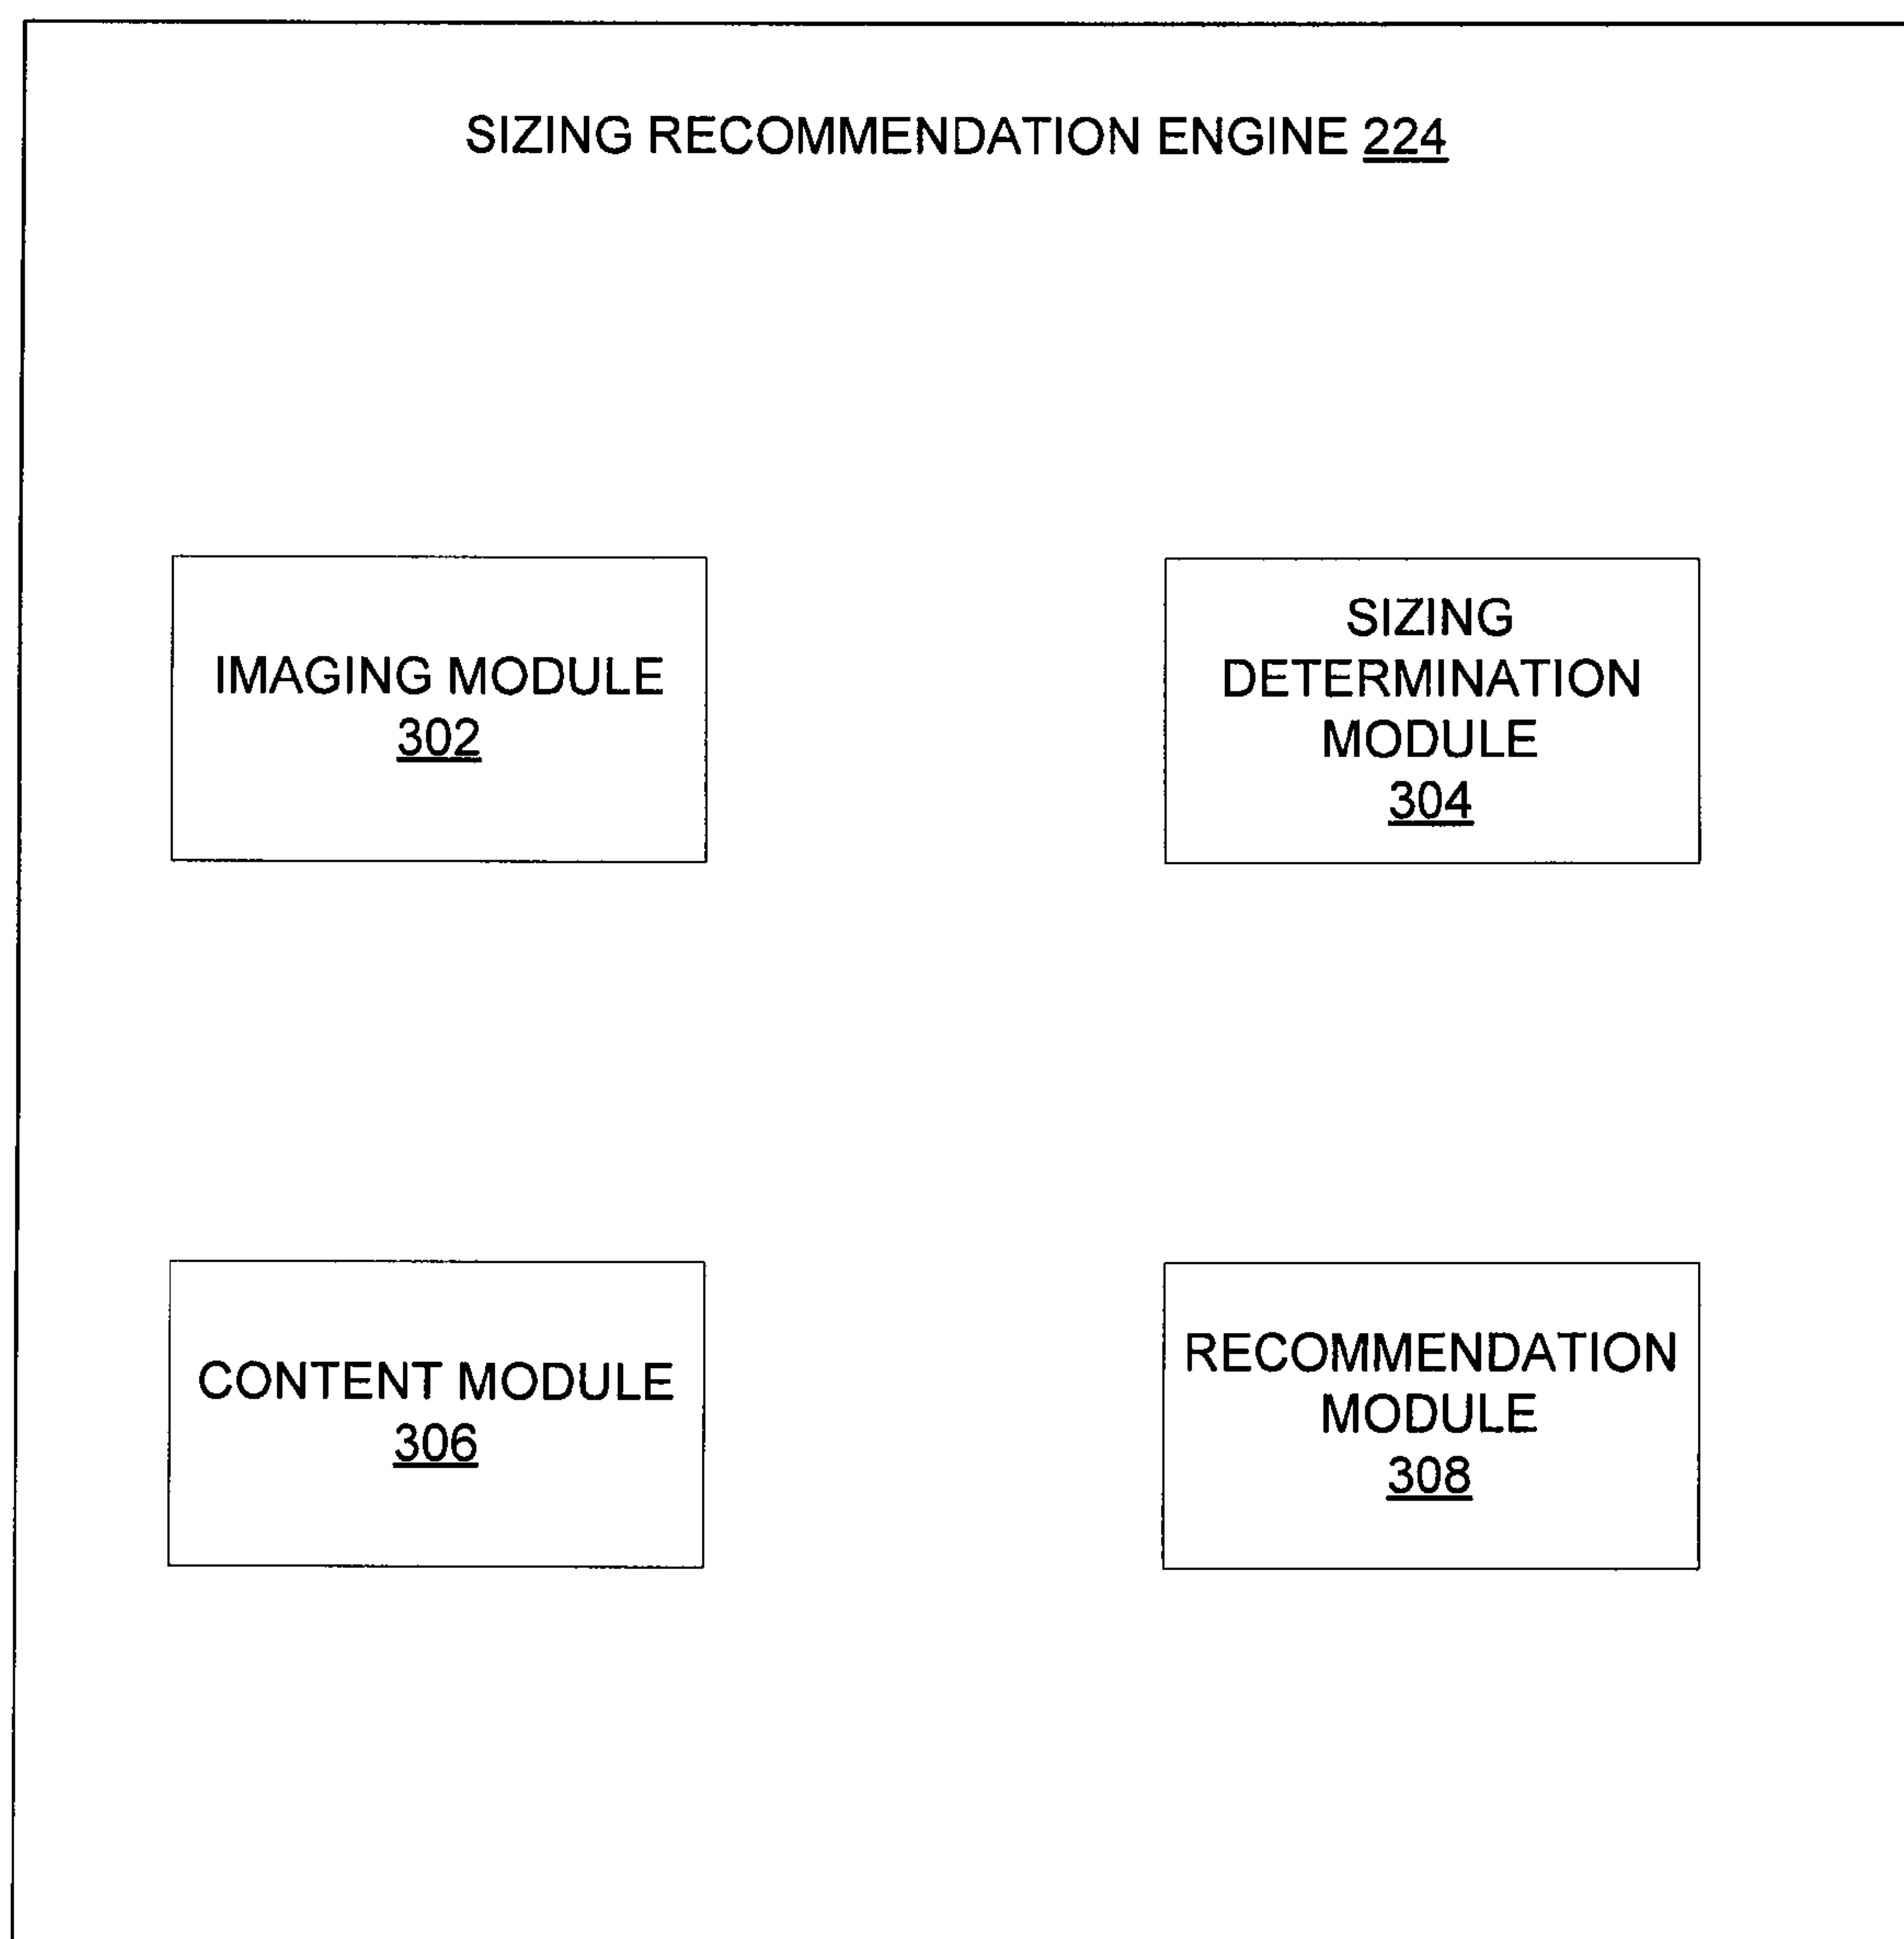 SIZING RECOMMENDATION ENGINE 224
IMAGING MODULE
302
SIZING
DETERMINATION
MODULE
304
CONTENT MODULE
306
RECOMMENDATION
MODULE
308